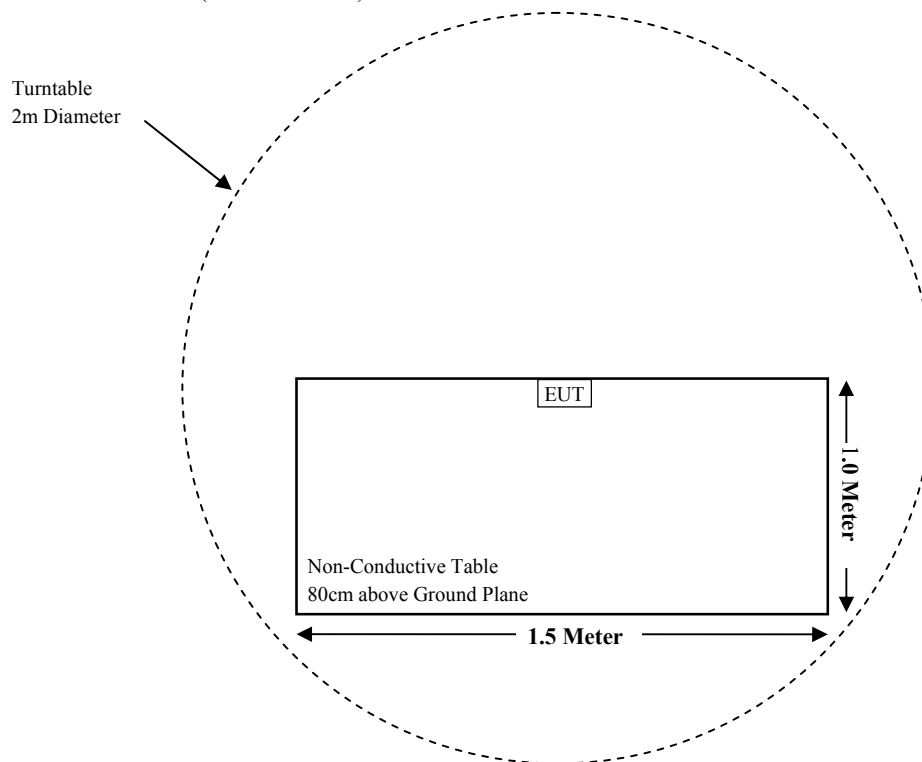 Turntable
2m Diameter
EUT
1.0 Meter
Non-Conductive Table
80cm above Ground Plane
1.5 Meter